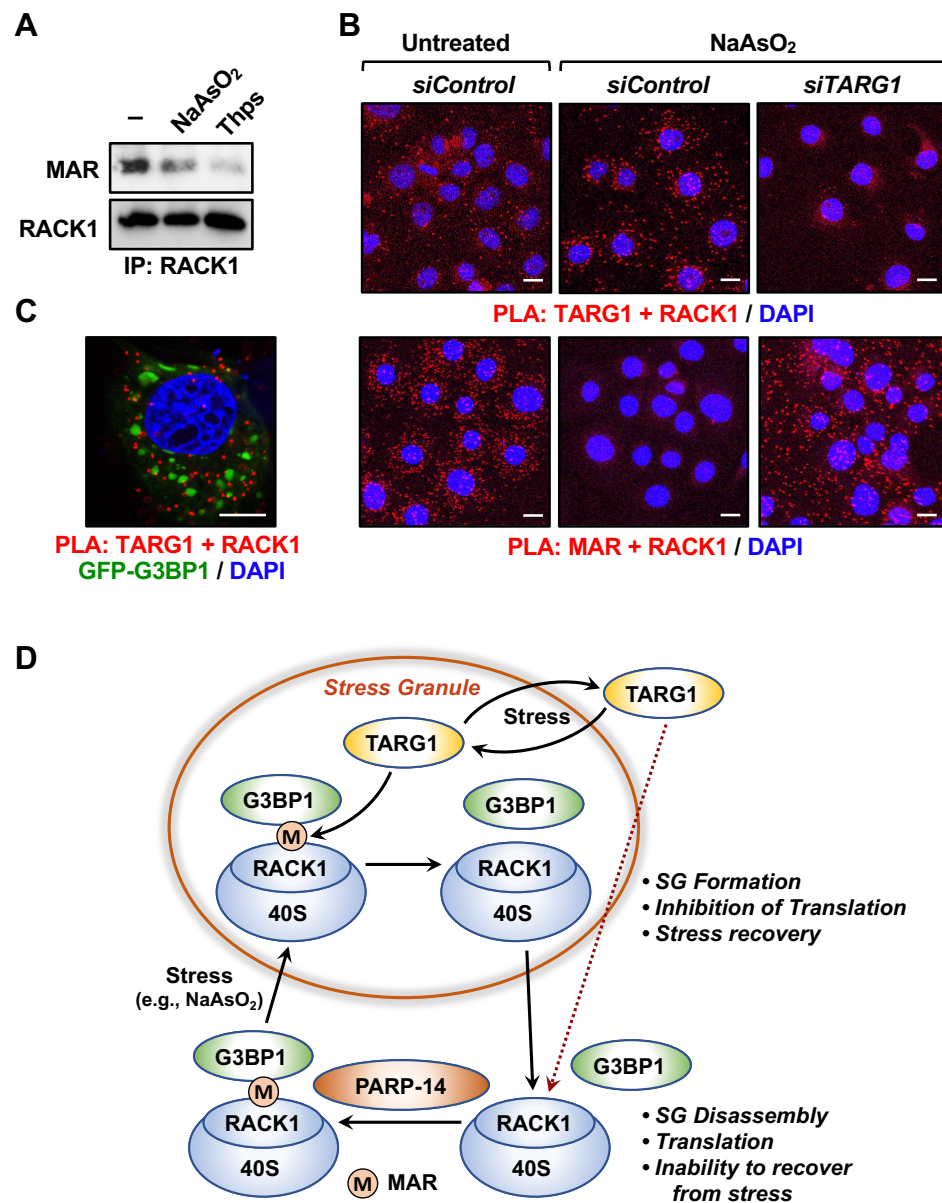 A
–
NaAsO₂
Thps
MAR
RACK1
IP: RACK1
B
Untreated
NaAsO₂
siControl
siControl
siTARG1
PLA: TARG1 + RACK1 / DAPI
PLA: MAR + RACK1 / DAPI
C
PLA: TARG1 + RACK1
GFP-G3BP1 / DAPI
D
Stress Granule
TARG1
Stress
TARG1
G3BP1
M
RACK1
40S
G3BP1
RACK1
40S
• SG Formation
• Inhibition of Translation
• Stress recovery
Stress
(e.g., NaAsO₂)
G3BP1
M
RACK1
40S
PARP-14
G3BP1
RACK1
40S
M MAR
• SG Disassembly
• Translation
• Inability to recover
from stress